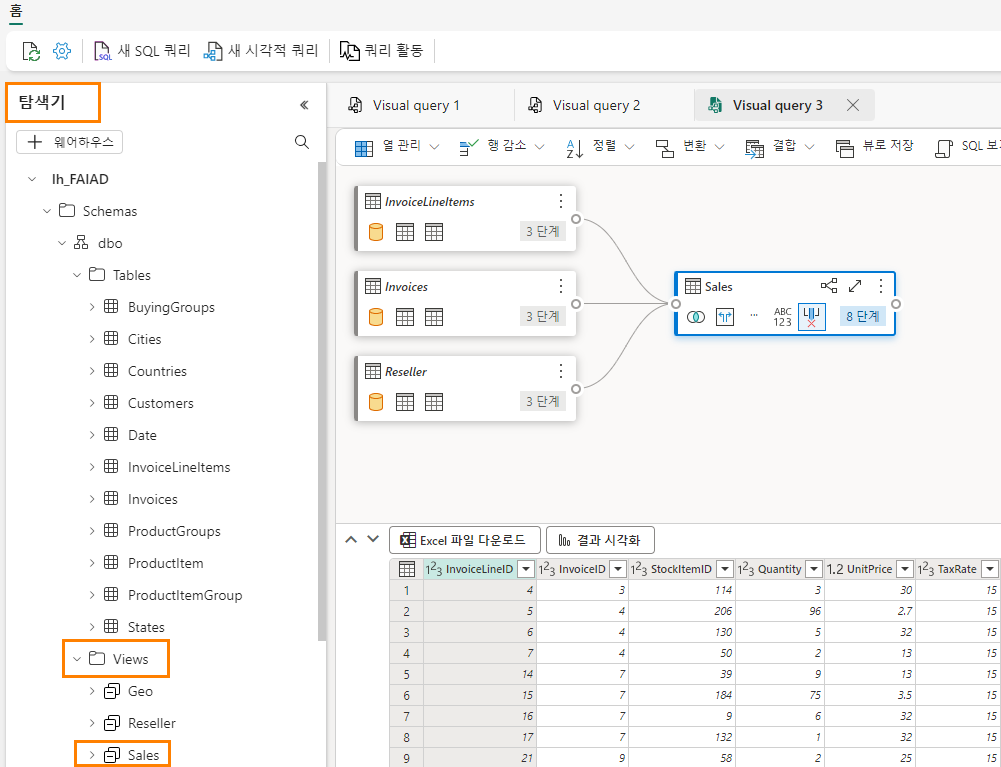 홈
새 SQL 쿼리 새 시각적 쿼리 쿼리 활동
탐색기
웨어하우스
lh_FAIAD
Schemas
dbo
Tables
BuyingGroups
Cities
Countries
Customers
Date
InvoiceLineItems
Invoices
ProductGroups
ProductItem
ProductItemGroup
States
Views
Geo
Reseller
Sales
Visual query 1 Visual query 2 Visual query 3
열 관리 행 감소 정렬 변환 결합 뷰로 저장 SQL 보기
InvoiceLineItems
3 단계
Invoices
3 단계
Reseller
3 단계
Sales
ABC 123
8 단계
Excel 파일 다운로드 결과 시각화
123 InvoiceLineID 123 InvoiceID 123 StockItemID 123 Quantity 1.2 UnitPrice 123 TaxRate
1 4 3 114 3 30 15
2 5 4 206 96 2.7 15
3 6 4 130 5 32 15
4 7 4 50 2 13 15
5 14 7 39 9 13 15
6 15 7 184 75 3.5 15
7 16 7 9 6 32 15
8 17 7 132 1 32 15
9 21 9 58 2 25 15